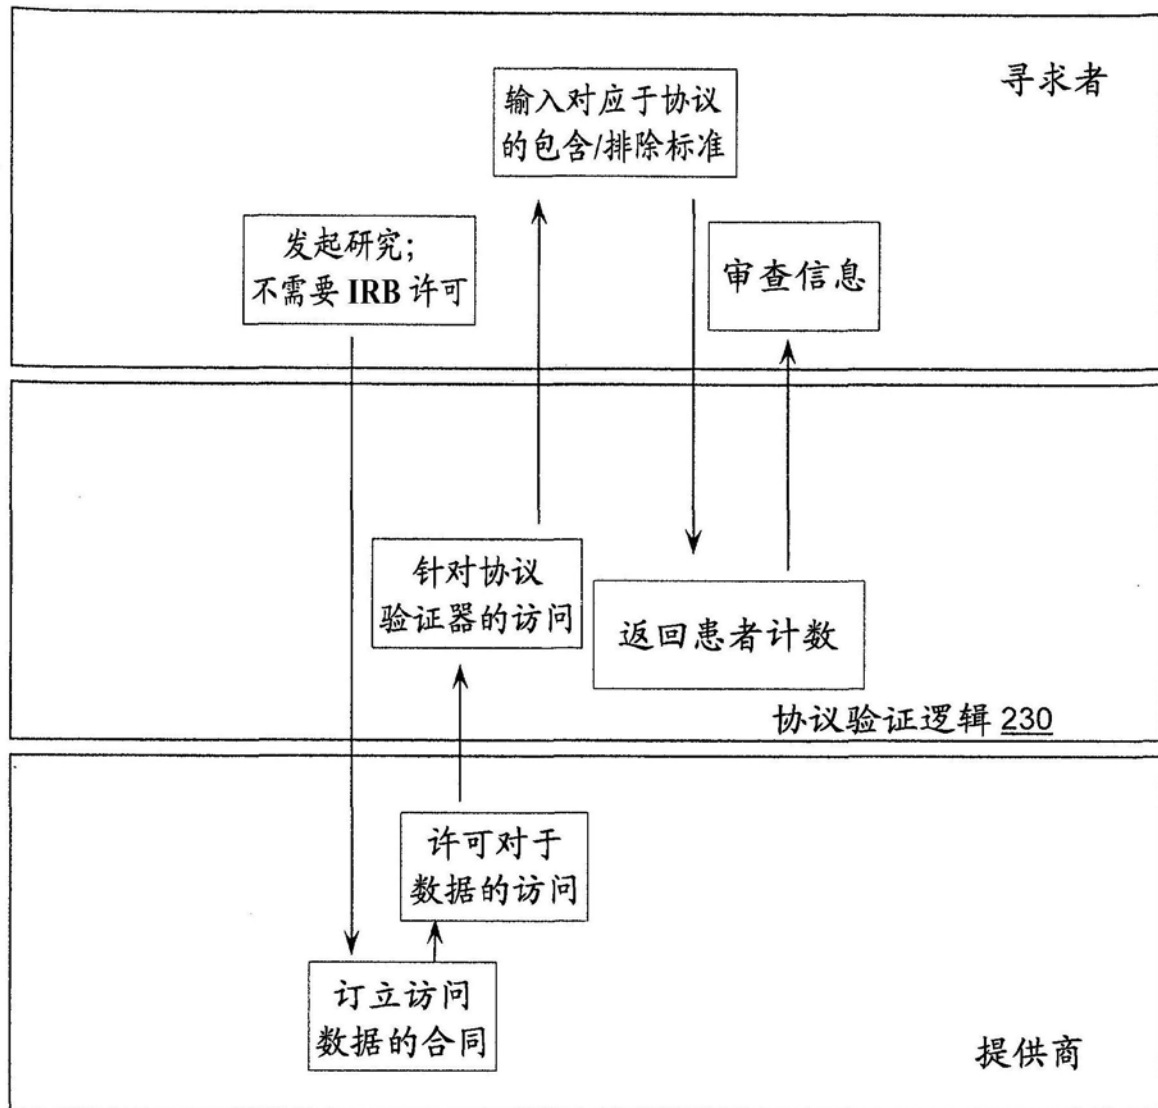 寻求者
输入对应于协议
的包含/排除标准
发起研究;
不需要 IRB 许可
审查信息
针对协议
验证器的访问
返回患者计数
协议验证逻辑 230
许可对于
数据的访问
订立访问
数据的合同
提供商